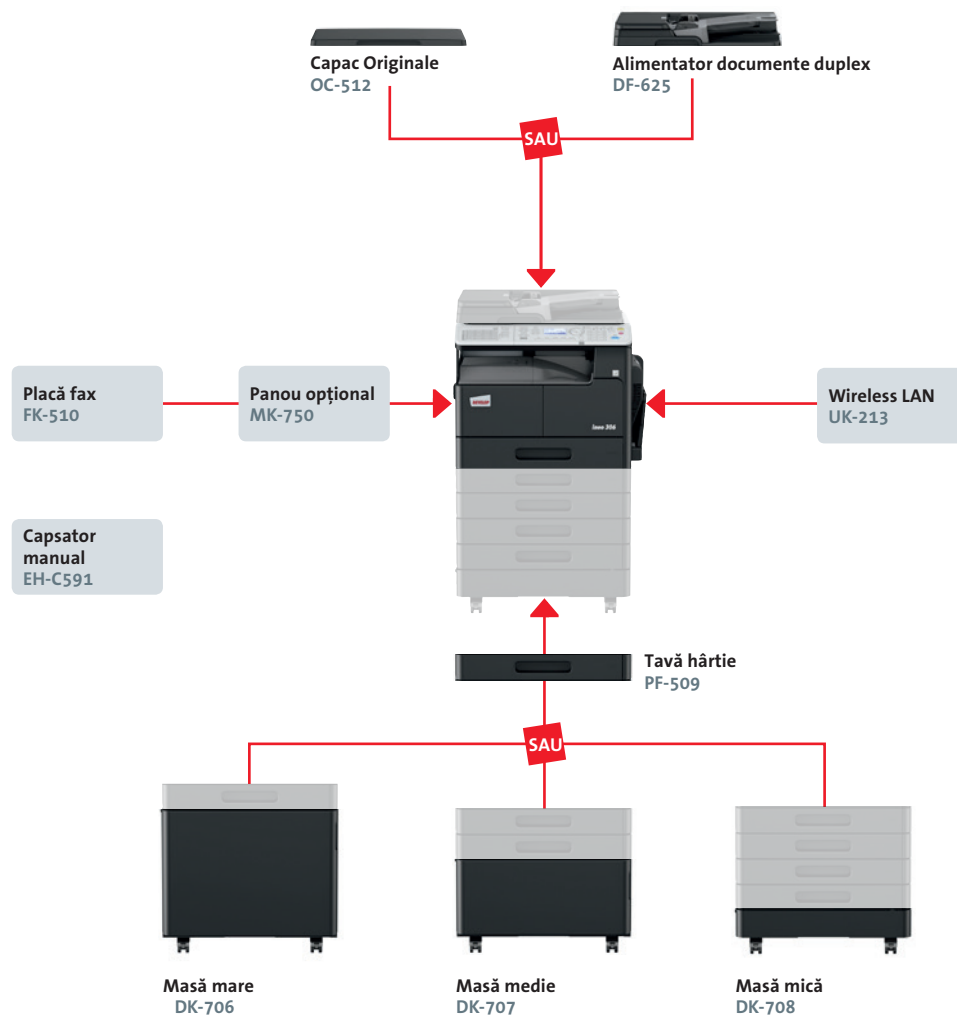 Capac Originale
OC-512
Alimentator documente duplex
DF-625
SAU
Placă fax
FK-510
Panou opțional
MK-750
Wireless LAN
UK-213
ineo 306
Capsator
manual
EH-C591
Tavă hârtie
PF-509
SAU
Masă mare
DK-706
Masă medie
DK-707
Masă mică
DK-708